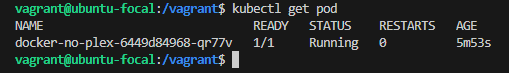 vagrant@ubuntu-focal:/vagrant$ kubectl get pod
NAME READY STATUS RESTARTS AGE
docker-no-plex-6449d84968-qr77v 1/1 Running 0 5m53s
vagrant@ubuntu-focal:/vagrant$